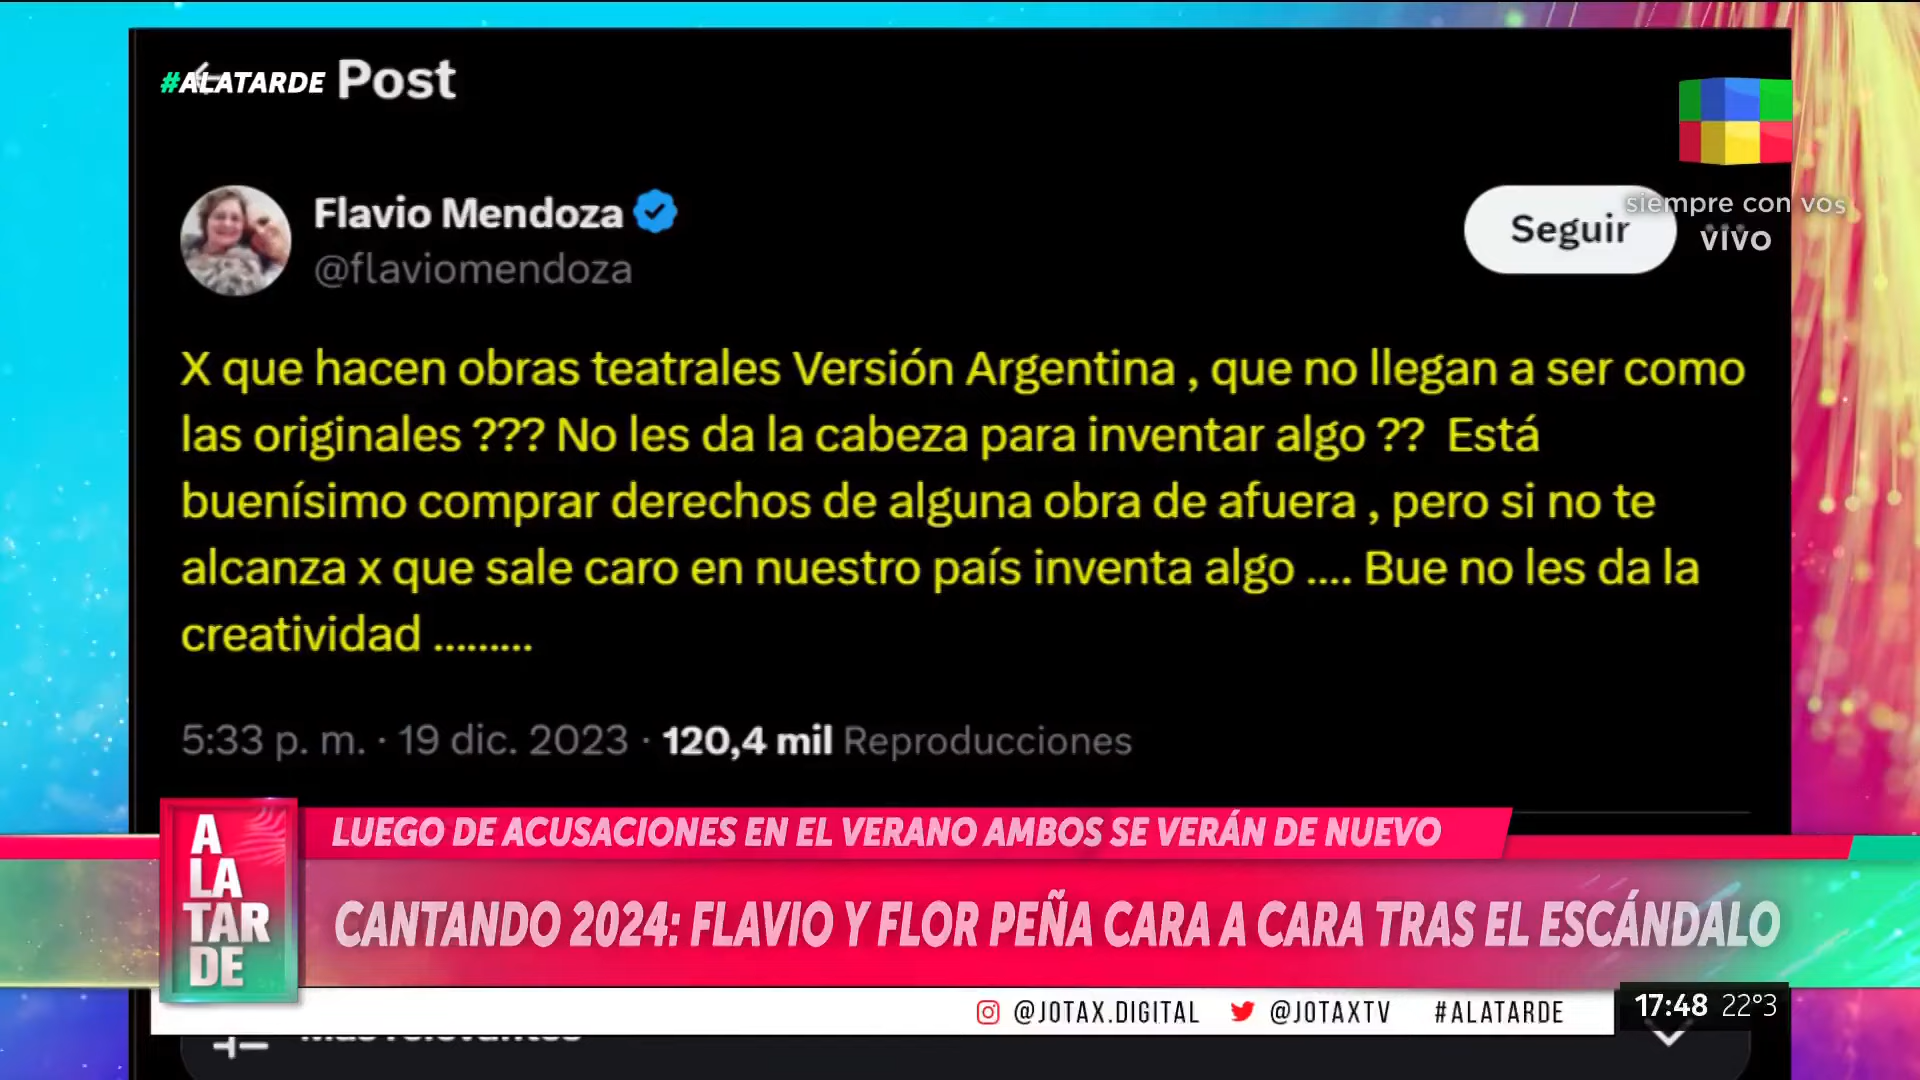 #ALATARDE Post
Flavio Mendoza
@flaviomendoza
Seguir
siempre con vos
VIVO
X que hacen obras teatrales Versión Argentina , que no llegan a ser como
las originales ??? No les da la cabeza para inventar algo ??  Está
buenísimo comprar derechos de alguna obra de afuera , pero si no te
alcanza x que sale caro en nuestro país inventa algo .... Bue no les da la
creatividad .........
5:33 p. m. · 19 dic. 2023 · 120,4 mil Reproducciones
A
LA
TAR
DE
LUEGO DE ACUSACIONES EN EL VERANO AMBOS SE VERÁN DE NUEVO
CANTANDO 2024: FLAVIO Y FLOR PEÑA CARA A CARA TRAS EL ESCÁNDALO
@JOTAX.DIGITAL @JOTAXTV #ALATARDE
17:48 22°3